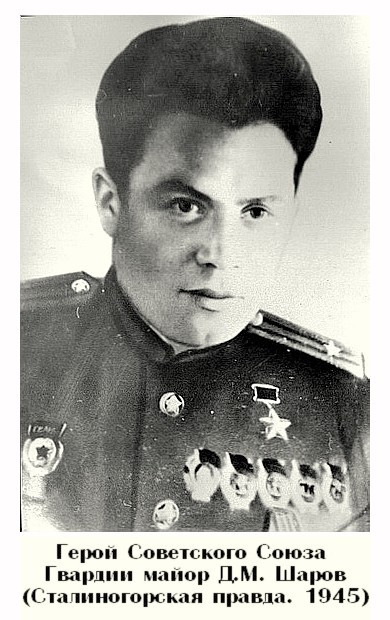 Герой Советского Союза
Гвардии майор Д.М. Шаров
(Сталиногорская правда. 1945)